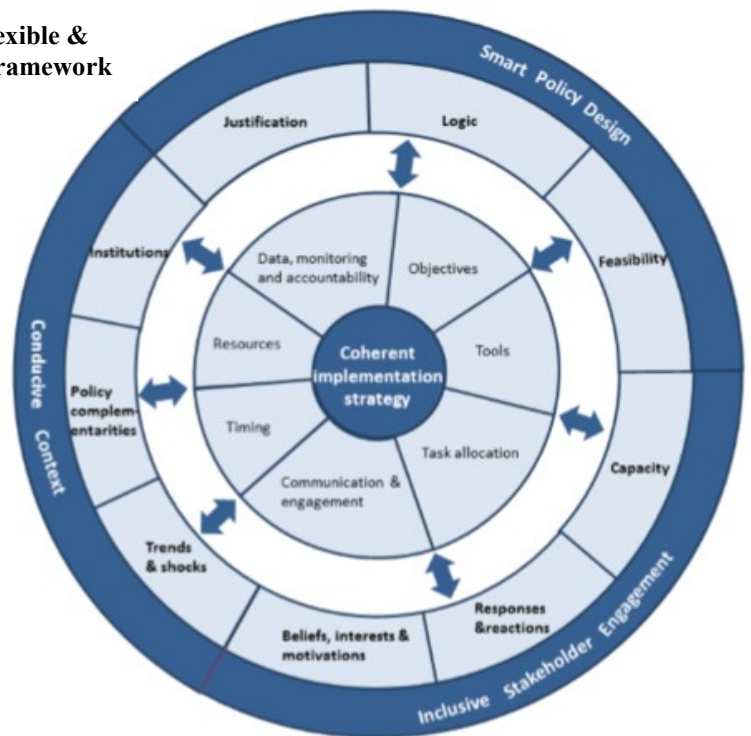 exible &
ramework
Smart Policy Design
Justification
Logic
Institutions
Feasibility
Data, monitoring
and accountability
Objectives
Resources
Tools
Coherent
implementation
strategy
Conducive Context
Policy
complem-
entarities
Timing
Task allocation
Communication &
engagement
Capacity
Trends
& shocks
Responses
&reactions
Beliefs, interests &
motivations
Inclusive Stakeholder Engagement